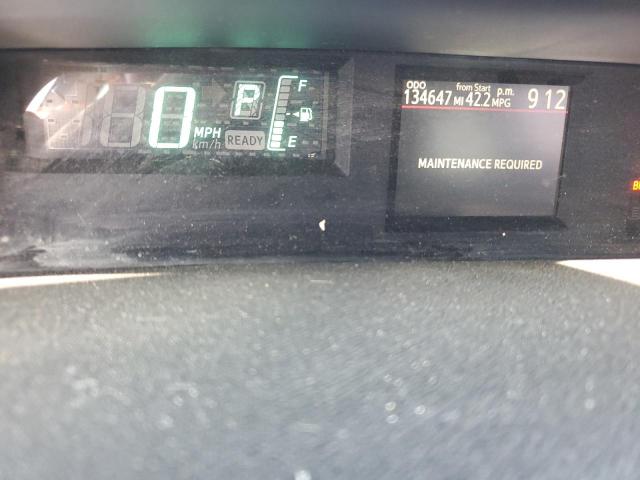 0
MPH
km/h
P
READY
F
E
ODO from Start p.m.
134647 MI 42.2 MPG 9 12
MAINTENANCE REQUIRED